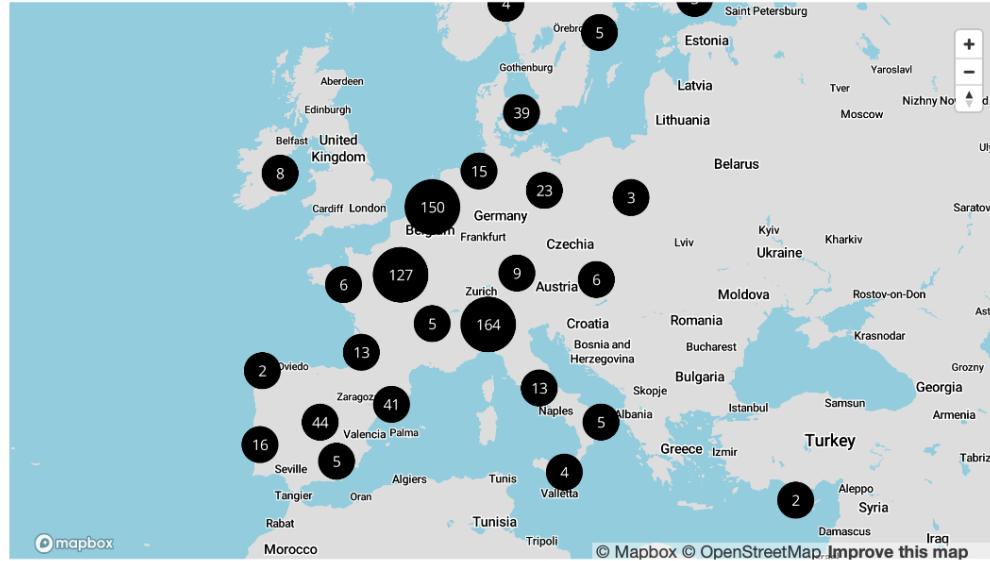 4
3
Saint Petersburg
Örebro
5
Estonia
Gothenburg
Yaroslavl
Aberdeen
Latvia
Tver
Nizhny Nov
d
Edinburgh
39
Lithuania
Moscow
Belfast
United
Kingdom
Uly
8
15
Belarus
23
3
150
Cardiff
London
Germany
Saratov
Belgium
Frankfurt
Czechia
Lviv
Kyiv
Ukraine
Kharkiv
127
9
6
6
Austria
Zurich
Moldova
Rostov-on-Don
5
164
Croatia
Romania
Ast
Krasnodar
13
Bosnia and
Herzegovina
Bucharest
2
Oviedo
Grozny
13
Skopje
Bulgaria
Georgia
Zaragoz
41
Naples
Albania
Istanbul
Samsun
Armenia
44
5
Valencia
Palma
16
Greece
Izmir
Turkey
5
Seville
4
Tabriz
Algiers
Tunis
Valletta
Tangier
Oran
2
Aleppo
Syria
Rabat
Tunisia
Damascus
Tripoli
Iraq
mapbox
Morocco
© Mapbox © OpenStreetMap Improve this map